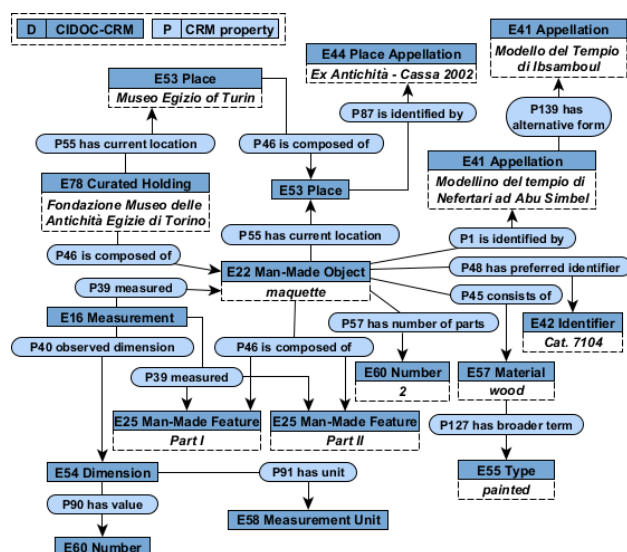 D CIDOC-CRM P CRM property
E41 Appellation
Modello del Tempio
di Ibsamboul
E44 Place Appellation
Ex Antichità - Cassa 2002
E53 Place
Museo Egizio of Turin
P87 is identified by
P139 has
alternative form
P55 has current location
P46 is composed of
E41 Appellation
Modellino del tempio di
Nefertari ad Abu Simbel
E78 Curated Holding
Fondazione Museo delle
Antichità Egizie di Torino
E53 Place
P55 has current location
P1 is identified by
P46 is composed of
E22 Man-Made Object
maquette
P48 has preferred identifier
P39 measured
P45 consists of
E16 Measurement
P57 has number of parts
E42 Identifier
Cat. 7104
P40 observed dimension
P46 is composed of
E60 Number
2
E57 Material
wood
P39 measured
E25 Man-Made Feature
Part I
E25 Man-Made Feature
Part II
P127 has broader term
E54 Dimension
P91 has unit
E55 Type
painted
P90 has value
E58 Measurement Unit
E60 Number